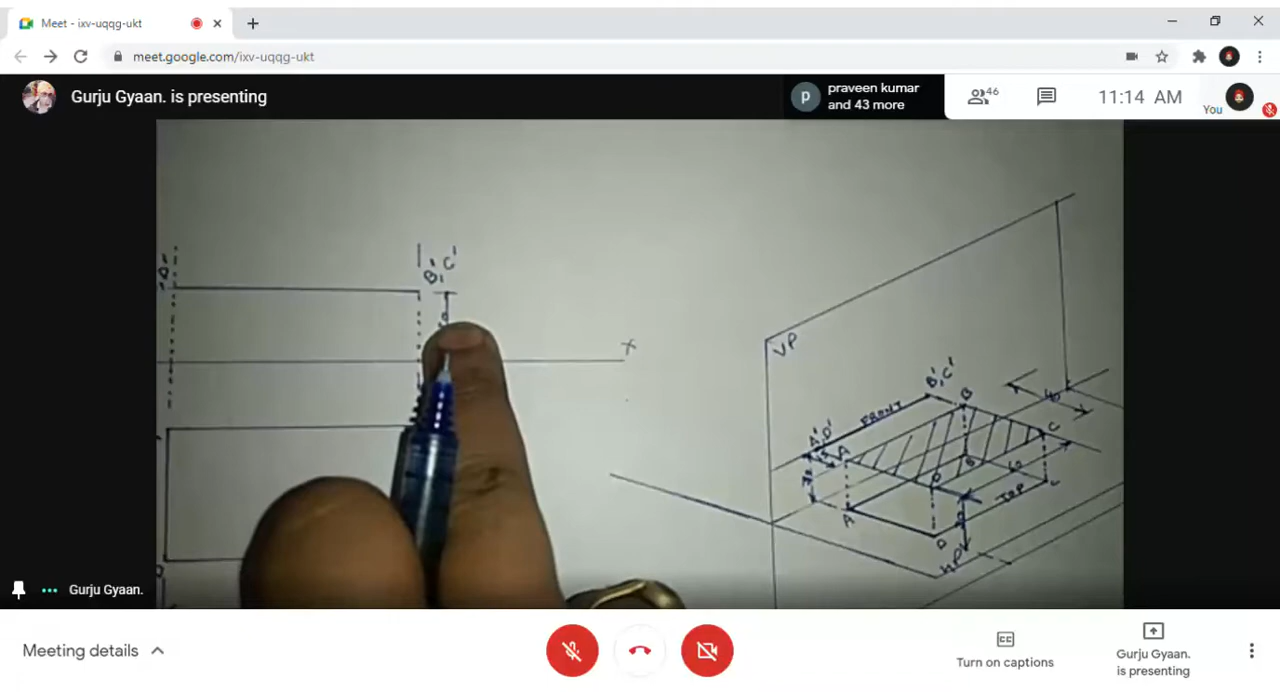 Meet - ixv-uqqg-ukt
meet.google.com/ixv-uqqg-ukt
Gurju Gyaan. is presenting
p
praveen kumar
and 43 more
46
11:14 AM
You
B',C'
X
VP
B',C'
B
FRONT
A',D'
A
C
D
B
60
TOP
C
A
D
HP
Gurju Gyaan.
Meeting details
Turn on captions
Gurju Gyaan.
is presenting